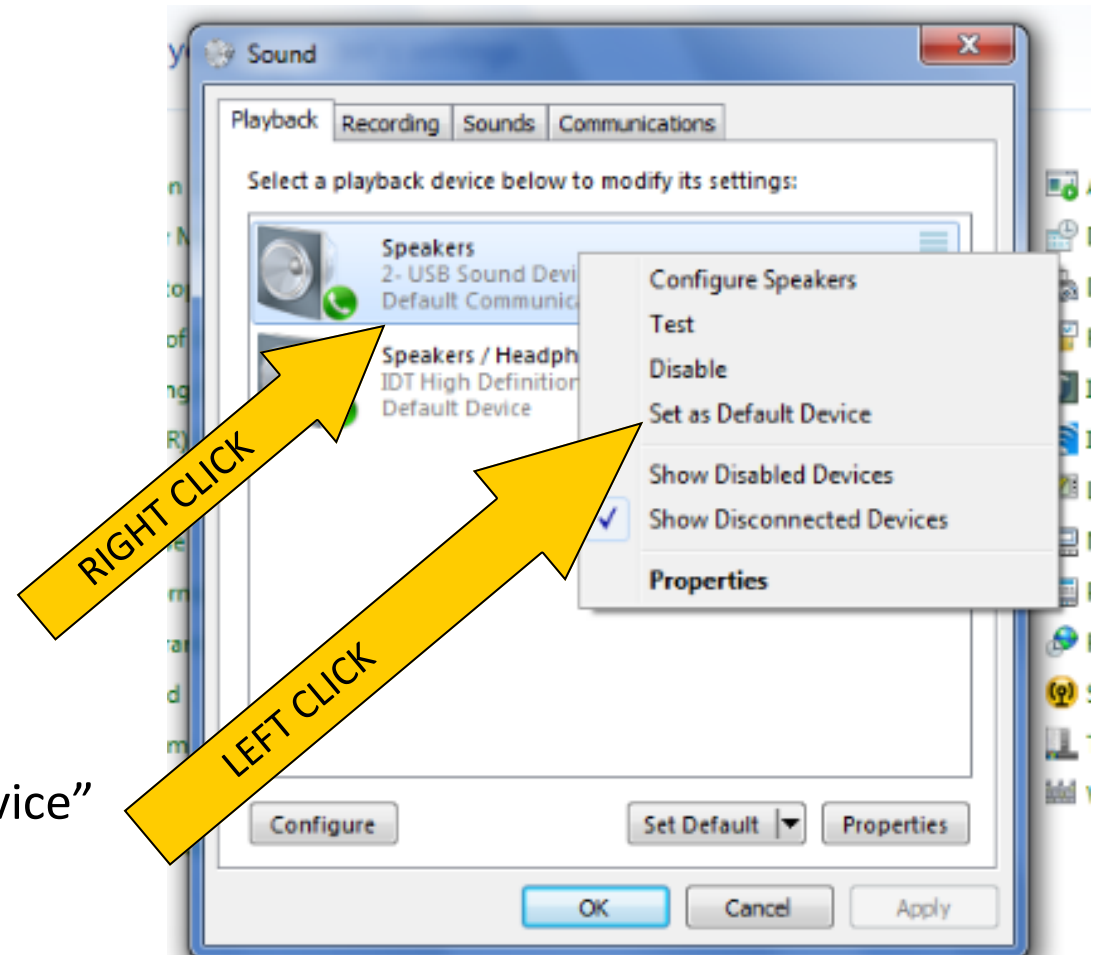 Sound
Playback Recording Sounds Communications
Select a playback device below to modify its settings:
Speakers
2- USB Sound Devi
Default Communica
Speakers / Headph
IDT High Definition
Default Device
Configure Speakers
Test
Disable
Set as Default Device
Show Disabled Devices
Show Disconnected Devices
Properties
RIGHT CLICK
LEFT CLICK
vice”
Configure Set Default Properties
OK Cancel Apply